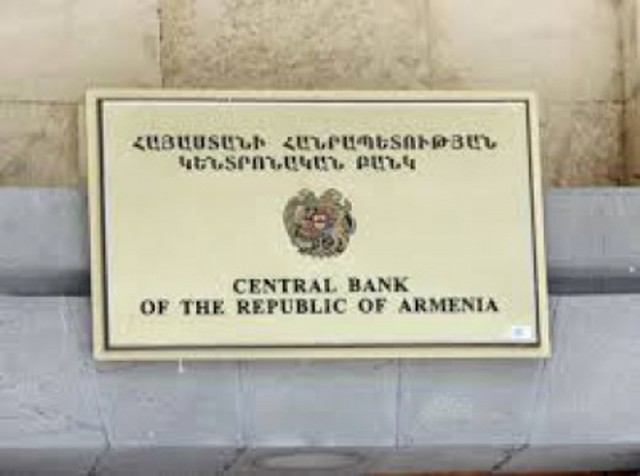 ՀԱՅԱՍՏԱՆԻ ՀԱՆՐԱՊԵՏՈՒԹՅԱՆ
ԿԵՆՏՐՈՆԱԿԱՆ ԲԱՆԿ
CENTRAL BANK
OF THE REPUBLIC OF ARMENIA